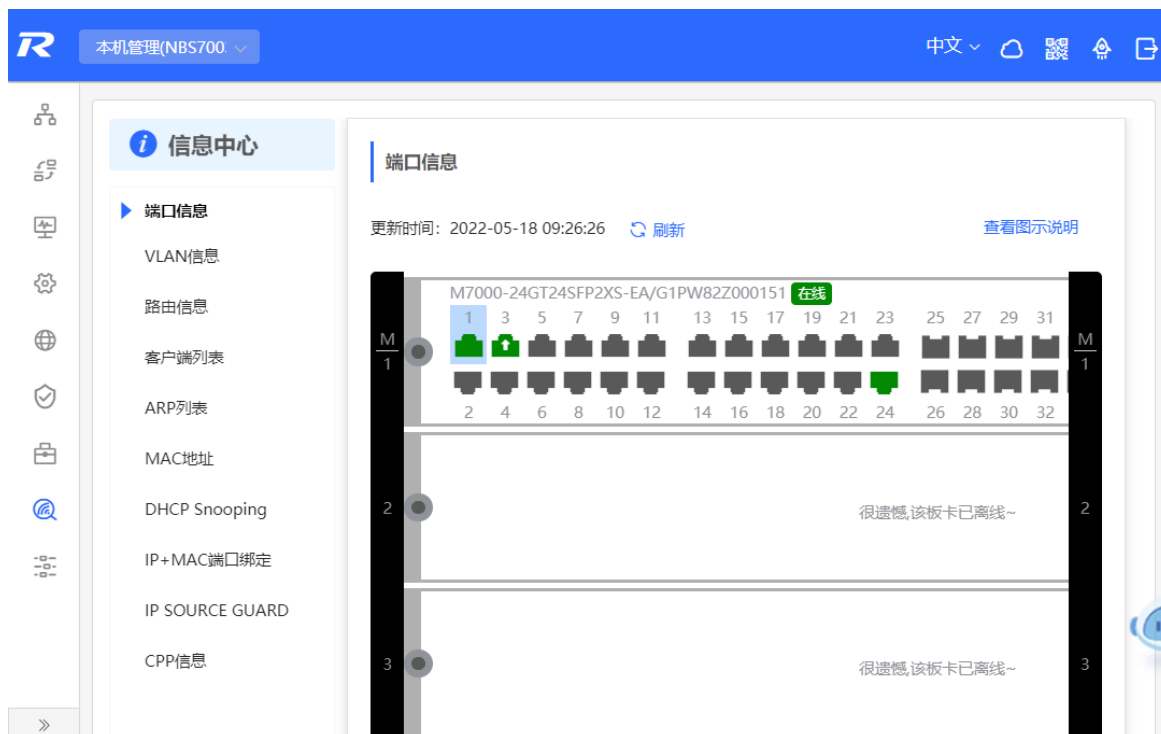 本机管理(NBS700:
中文
信息中心
端口信息
VLAN信息
路由信息
客户端列表
ARP列表
MAC地址
DHCP Snooping
IP+MAC端口绑定
IP SOURCE GUARD
CPP信息
端口信息
更新时间：2022-05-18 09:26:26 刷新 查看图示说明
M7000-24GT24SFP2XS-EA/G1PW82Z000151 在线
1 3 5 7 9 11 13 15 17 19 21 23 25 27 29 31
M
1
M
1
2 4 6 8 10 12 14 16 18 20 22 24 26 28 30 32
2 很遗憾,该板卡已离线~ 2
3 很遗憾,该板卡已离线~ 3